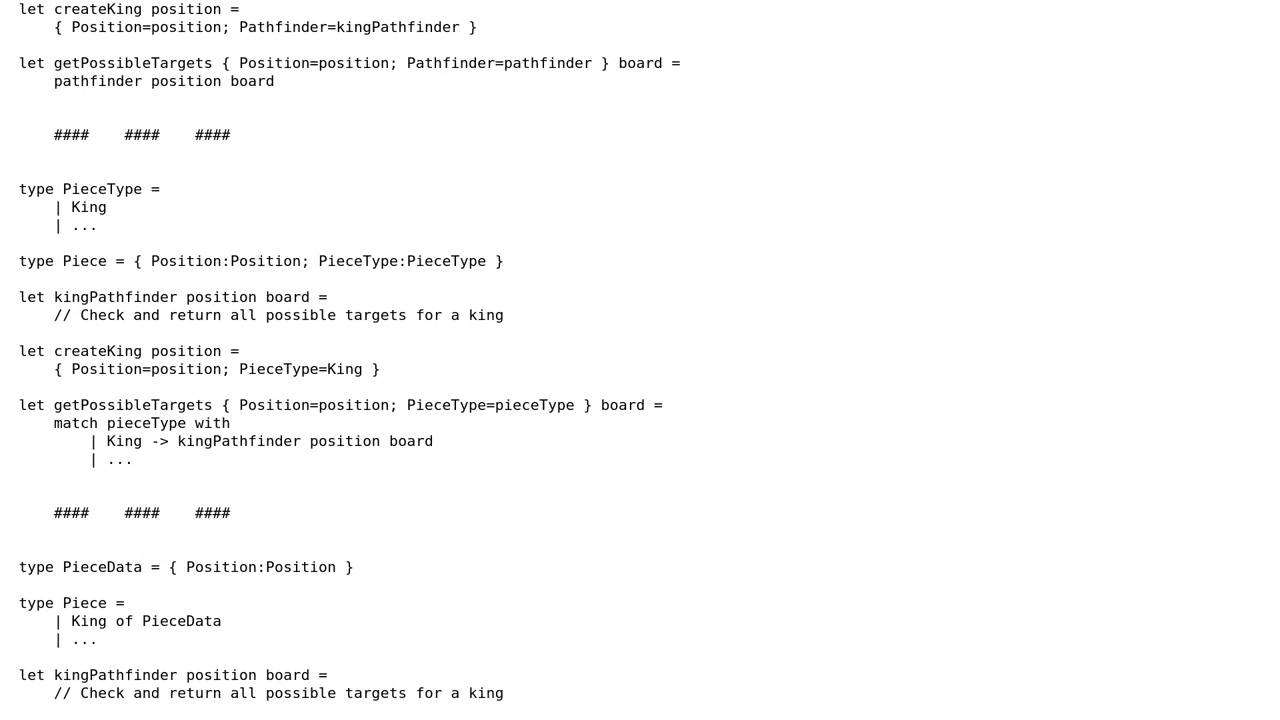 let createKing position =
    { Position=position; Pathfinder=kingPathfinder }
let getPossibleTargets { Position=position; Pathfinder=pathfinder } board =
    pathfinder position board
    ####    ####    ####
type PieceType =
    | King
    | ...
type Piece = { Position:Position; PieceType:PieceType }
let kingPathfinder position board =
    // Check and return all possible targets for a king
let createKing position =
    { Position=position; PieceType=King }
let getPossibleTargets { Position=position; PieceType=pieceType } board =
    match pieceType with
        | King -> kingPathfinder position board
        | ...
    ####    ####    ####
type PieceData = { Position:Position }
type Piece =
    | King of PieceData
    | ...
let kingPathfinder position board =
    // Check and return all possible targets for a king